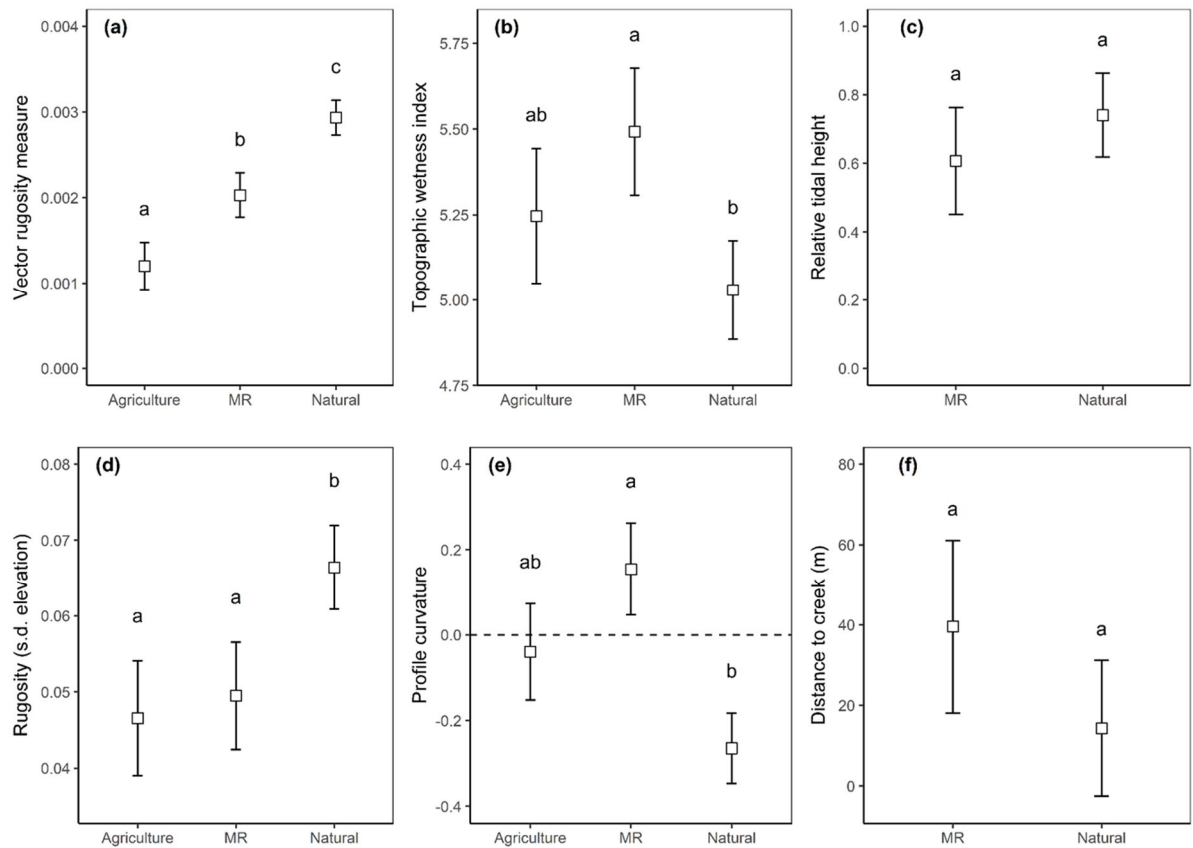 (a)
Vector rugosity measure
0.004
0.003
0.002
0.001
0.000
a
b
c
Agriculture MR Natural
(b)
Topographic wetness index
5.75
5.50
5.25
5.00
4.75
ab
a
b
Agriculture MR Natural
(c)
Relative tidal height
1.0
0.8
0.6
0.4
0.2
0.0
a
a
MR Natural
(d)
Rugosity (s.d. elevation)
0.08
0.07
0.06
0.05
0.04
a
a
b
Agriculture MR Natural
(e)
Profile curvature
0.4
0.2
0.0
-0.2
-0.4
ab
a
b
Agriculture MR Natural
(f)
Distance to creek (m)
80
60
40
20
0
a
a
MR Natural